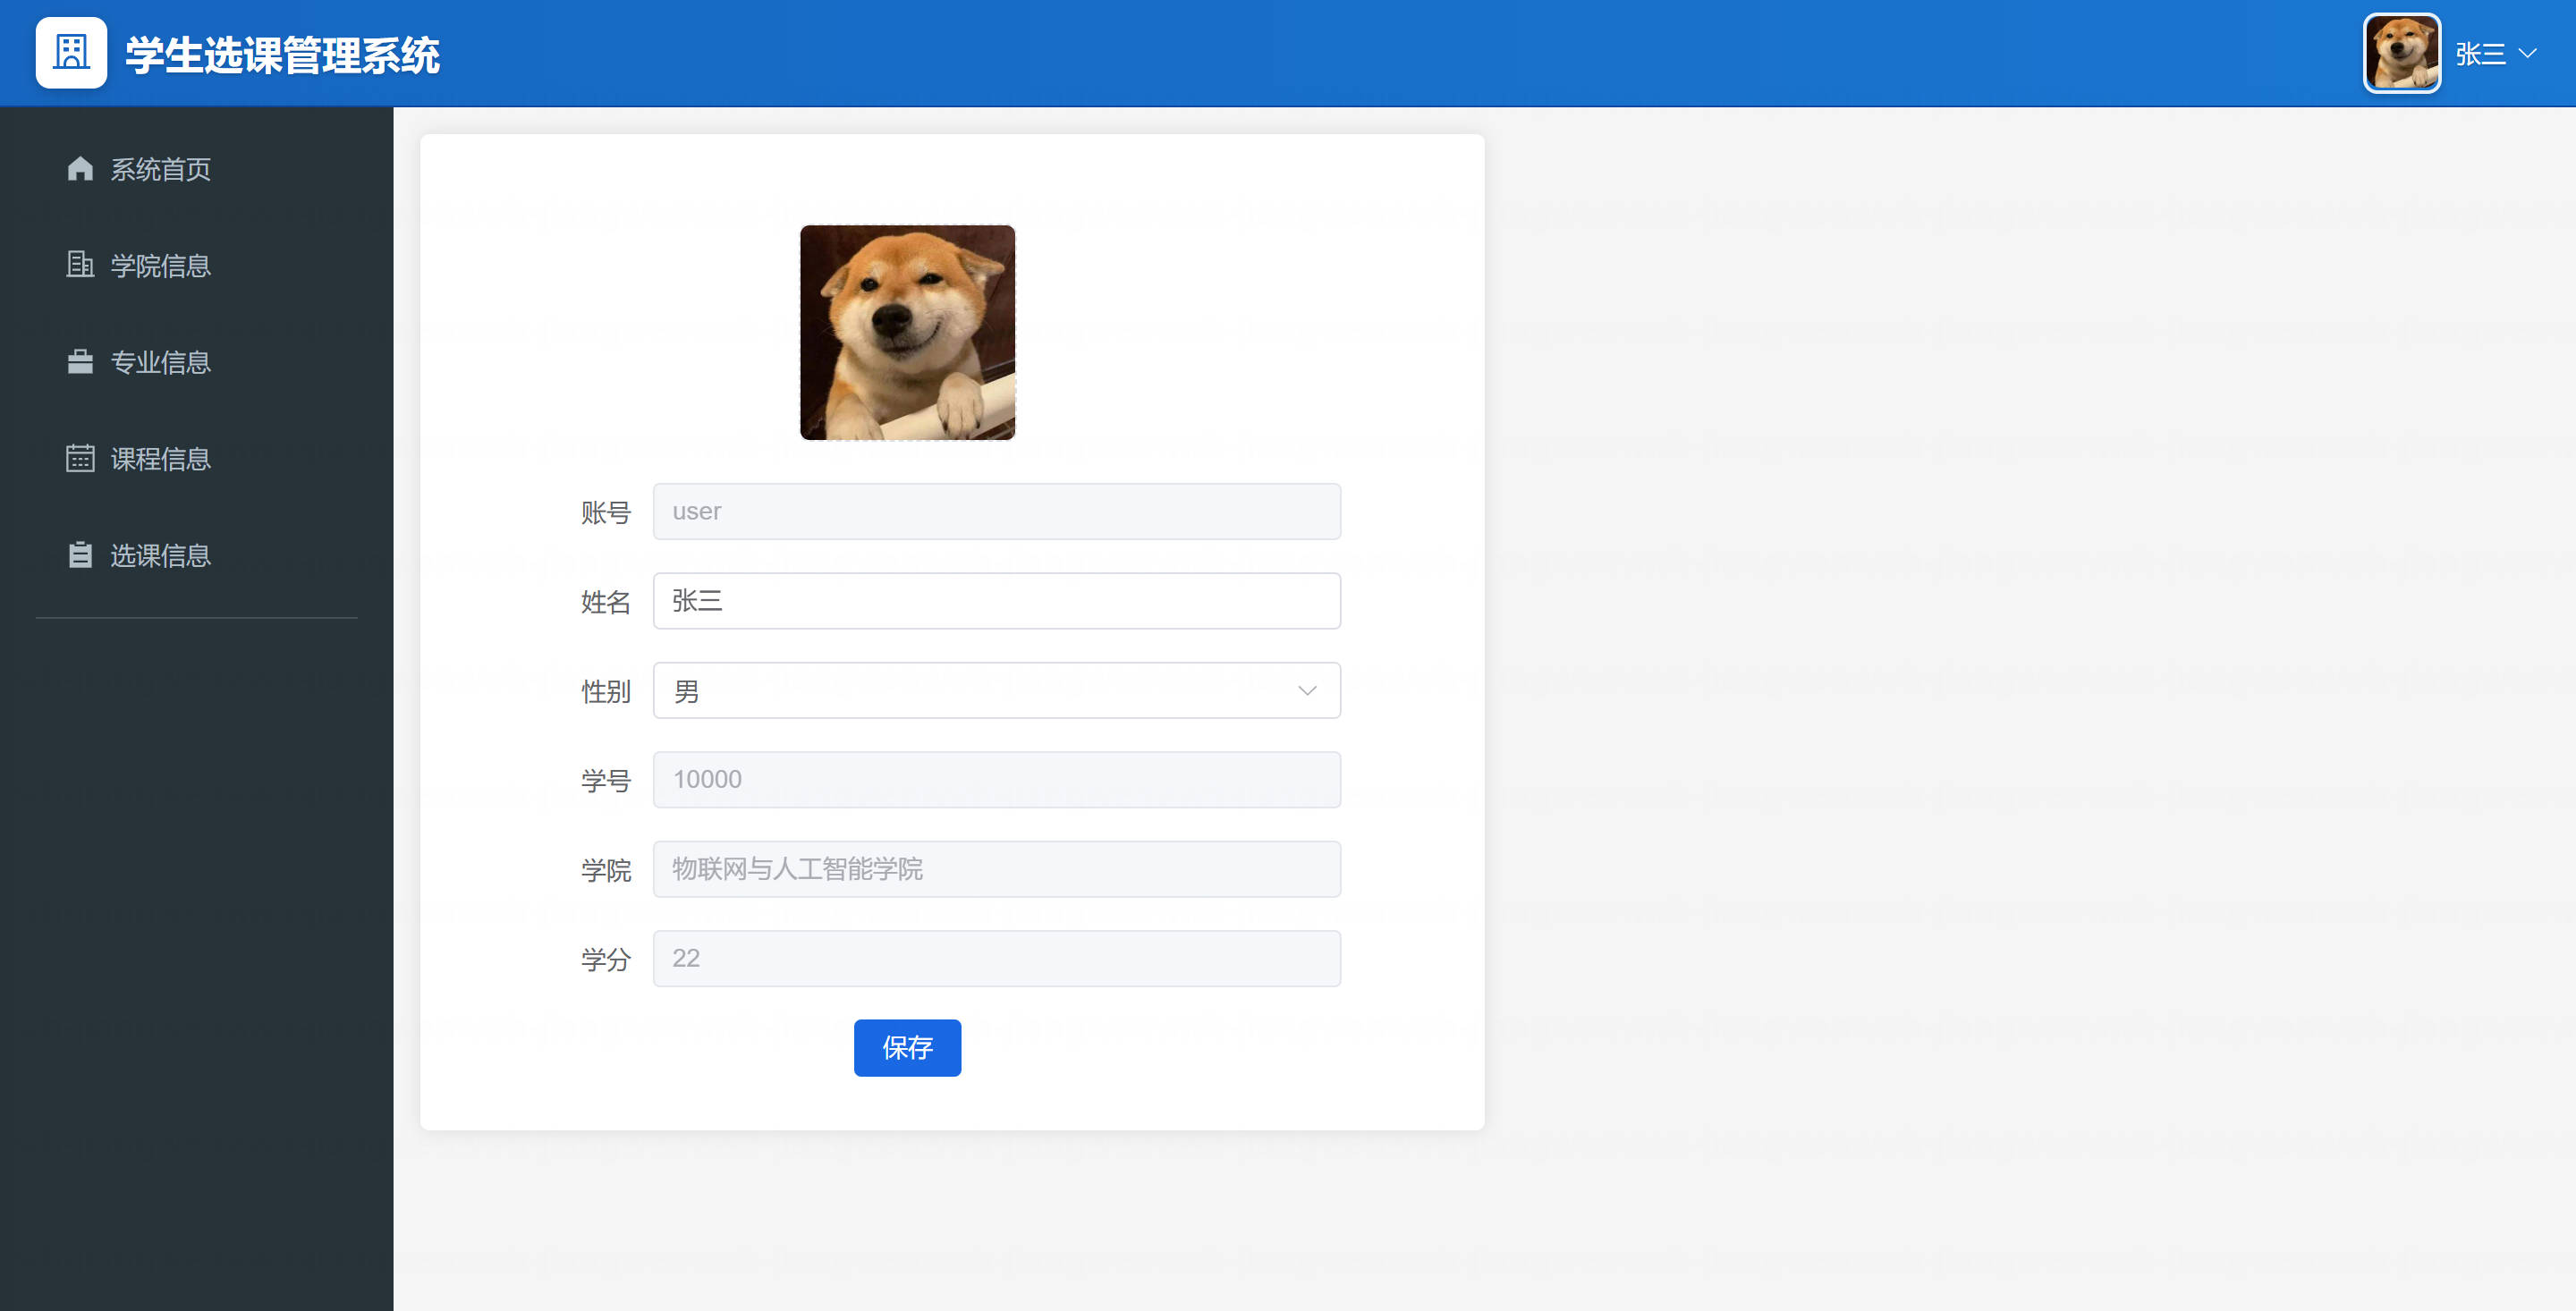 学生选课管理系统
张三
系统首页
学院信息
专业信息
课程信息
选课信息
账号 user
姓名 张三
性别 男
学号 10000
学院 物联网与人工智能学院
学分 22
保存